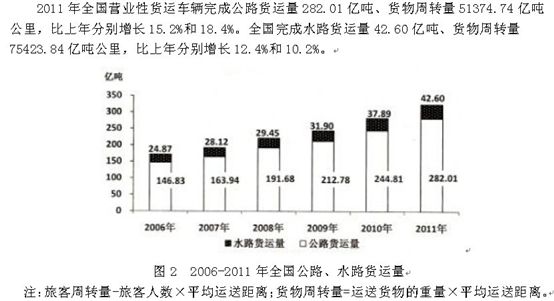 2011 年全国营业性货运车辆完成公路货运量 282.01 亿吨、货物周转量 51374.74 亿吨
公里，比上年分别增长 15.2%和 18.4%。全国完成水路货运量 42.60 亿吨、货物周转量
75423.84 亿吨公里，比上年分别增长 12.4%和 10.2%。
亿吨
350
300
250
200
150
100
50
0
24.87 28.12 29.45 31.90 37.89 42.60
146.83 163.94 191.68 212.78 244.81 282.01
2006年 2007年 2008年 2009年 2010年 2011年
■水路货运量 □公路货运量
图 2 2006-2011 年全国公路、水路货运量
注:旅客周转量-旅客人数×平均运送距离;货物周转量=运送货物的重量×平均运送距离。